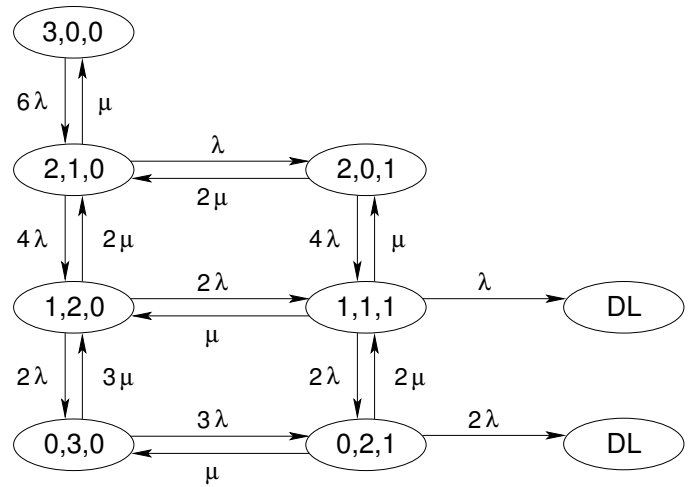 3,0,0
6λ μ
λ
2,1,0 2,0,1
2μ
4λ 2μ 4λ μ
2λ λ
1,2,0 1,1,1 DL
μ
2λ 3μ 2λ 2μ
3λ 2λ
0,3,0 0,2,1 DL
μ